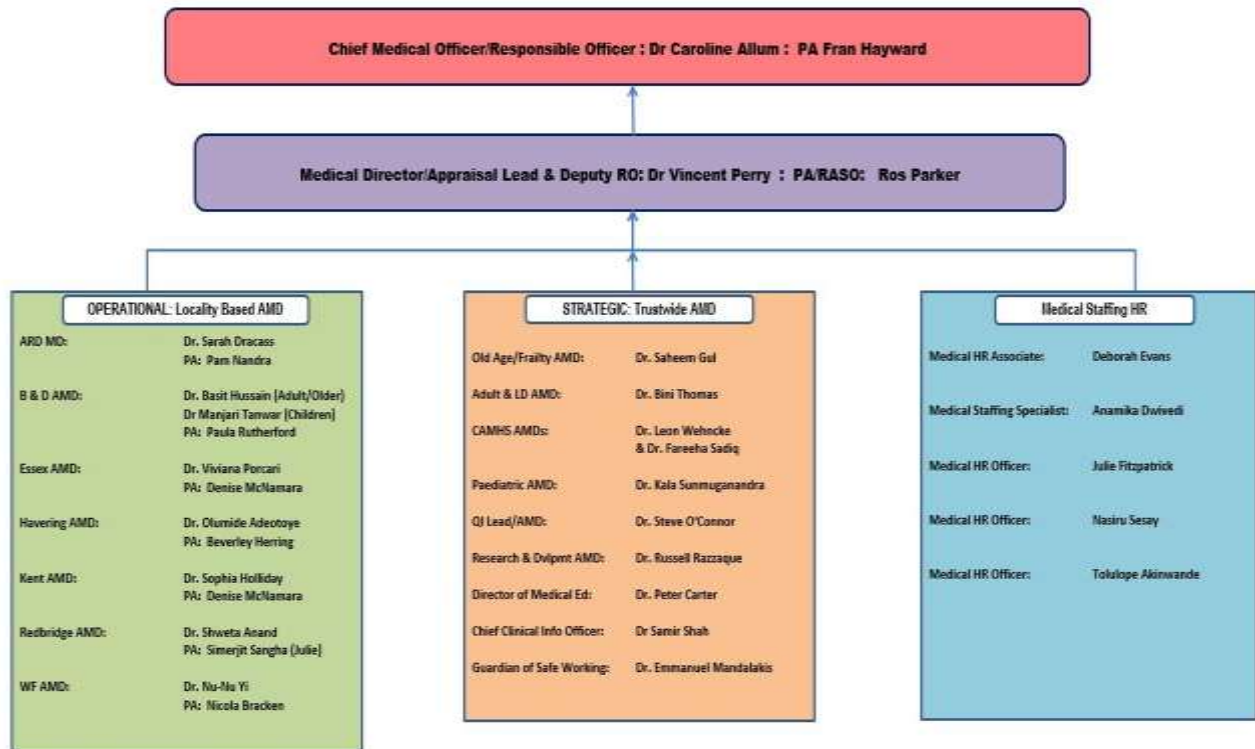 Chief Medical Officer/Responsible Officer : Dr Caroline Allum : PA Fran Hayward
Medical Director/Appraisal Lead & Deputy RO: Dr Vincent Perry : PA/RASO: Ros Parker
OPERATIONAL: Locality Based AMD
ARD MD: Dr. Sarah Dracass
PA: Pam Nandra
B & D AMD: Dr. Basit Hussain (Adult/Older)
Dr Manjari Tanwar (Children)
PA: Paula Rutherford
Essex AMD: Dr. Viviana Porcari
PA: Denise McNamara
Havering AMD: Dr. Olumide Adeotoye
PA: Beverley Herring
Kent AMD: Dr. Sophia Holliday
PA: Denise McNamara
Redbridge AMD: Dr. Shweta Anand
PA: Simerjit Sangha (Julie)
WF AMD: Dr. Nu-Nu Yi
PA: Nicola Bracken
STRATEGIC: Trustwide AMD
Old Age/Frailty AMD: Dr. Saheem Gul
Adult & LD AMD: Dr. Bini Thomas
CAMHS AMDs: Dr. Leon Wehncke
& Dr. Fareeha Sadiq
Paediatric AMD: Dr. Kala Sunmuganandra
QI Lead/AMD: Dr. Steve O'Connor
Research & Dvlpmt AMD: Dr. Russell Razzaque
Director of Medical Ed: Dr. Peter Carter
Chief Clinical Info Officer: Dr Samir Shah
Guardian of Safe Working: Dr. Emmanuel Mandalakis
Medical Staffing HR
Medical HR Associate: Deborah Evans
Medical Staffing Specialist: Anamika Dwivedi
Medical HR Officer: Julie Fitzpatrick
Medical HR Officer: Nasiru Sesay
Medical HR Officer: Tolulope Akinwande